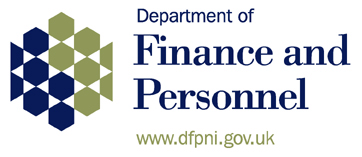 Department of
Finance and
Personnel
www.dfpni.gov.uk